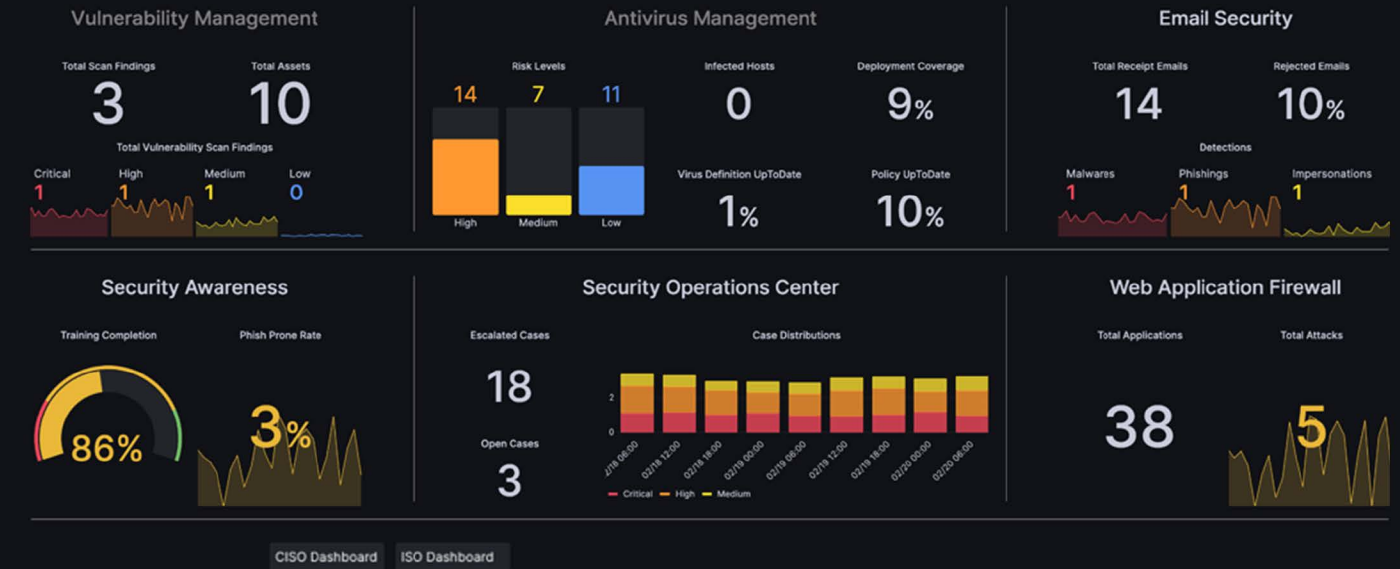 Vulnerability Management
Total Scan Findings
Total Assets
3
10
Total Vulnerability Scan Findings
Critical
High
Medium
Low
1
1
1
0
Antivirus Management
Risk Levels
14
7
11
High
Medium
Low
Infected Hosts
Deployment Coverage
0
9%
Virus Definition UpToDate
Policy UpToDate
1%
10%
Email Security
Total Receipt Emails
Rejected Emails
14
10%
Detections
Malwares
Phishings
Impersonations
1
1
1
Security Awareness
Training Completion
Phish Prone Rate
86%
3%
Security Operations Center
Escalated Cases
18
Open Cases
3
Case Distributions
2
0
02/18 12:00
02/18 18:00
02/19 00:00
02/19 06:00
02/19 12:00
02/19 18:00
02/20 00:00
02/20 06:00
Critical
High
Medium
Web Application Firewall
Total Applications
Total Attacks
38
5
CISO Dashboard
ISO Dashboard